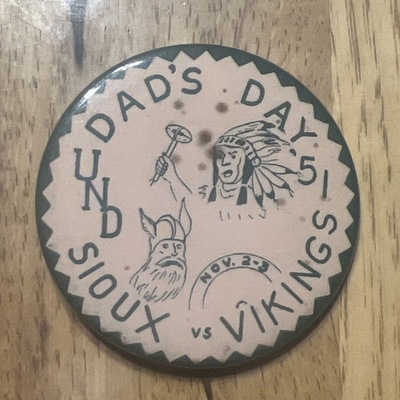 DAD'S DAY '51
UND
NOV. 2-3
SIOUX vs VIKINGS